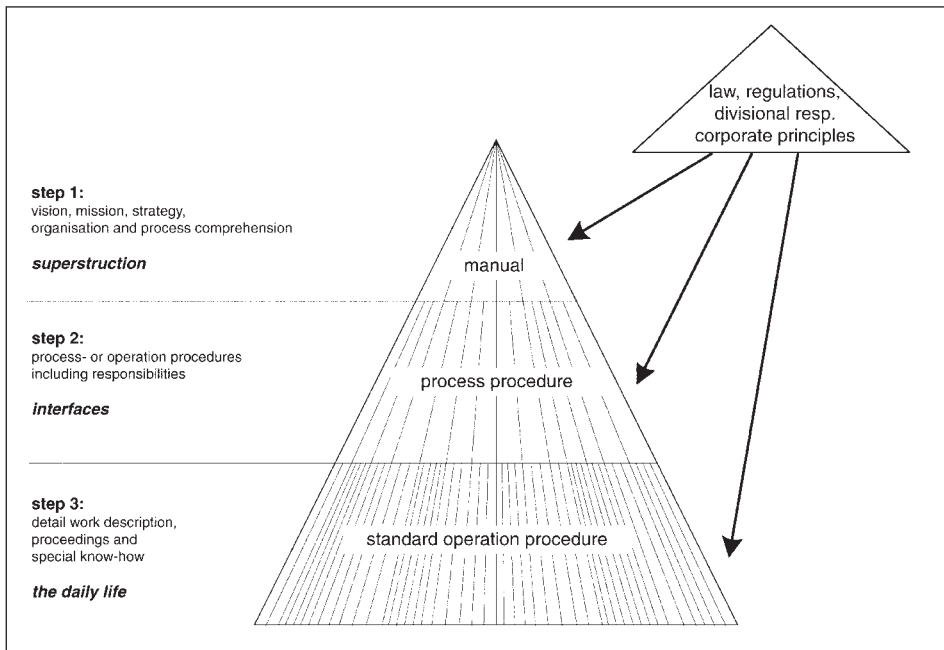 law, regulations,
divisional resp.
corporate principles
step 1:
vision, mission, strategy,
organisation and process comprehension
superstruction
manual
step 2:
process- or operation procedures
including responsibilities
interfaces
process procedure
step 3:
detail work description,
proceedings and
special know-how
the daily life
standard operation procedure